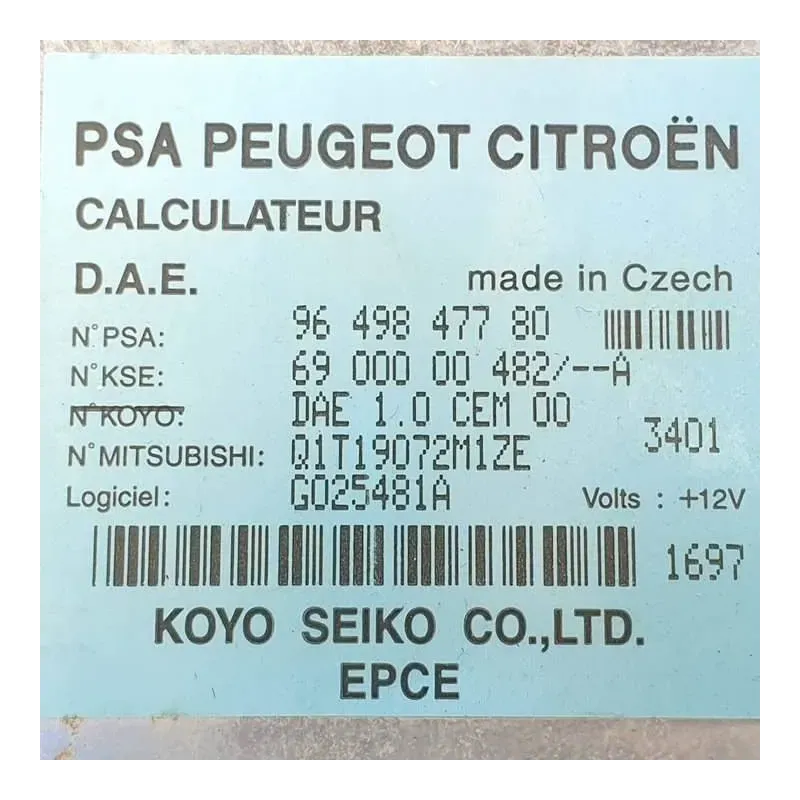 PSA PEUGEOT CITROËN
CALCULATEUR
D.A.E. made in Czech
N°PSA: 96 498 477 80
N°KSE: 69 000 00 482/--A
N°KOYO: DAE 1.0 CEM 00
3401
N°MITSUBISHI: Q1T19072M1ZE
Logiciel: G025481A Volts : +12V
1697
KOYO SEIKO CO.,LTD.
EPCE